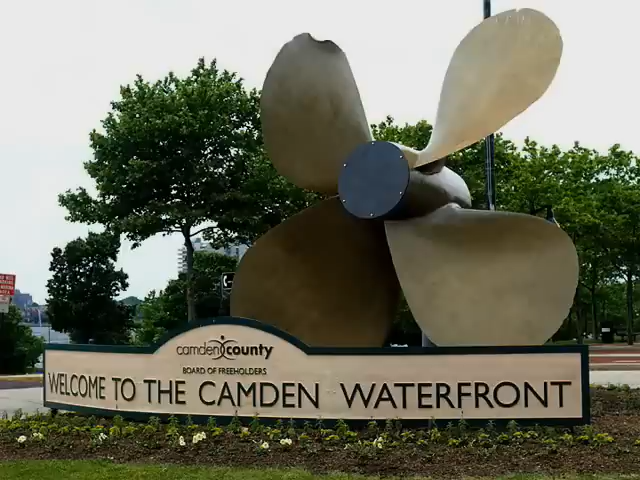 camden county
BOARD OF FREEHOLDERS
WELCOME TO THE CAMDEN WATERFRONT